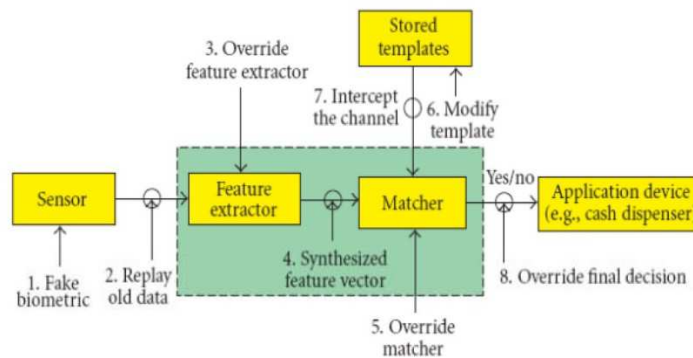 Stored
templates
3. Override
feature extractor
7. Intercept
the channel
6. Modify
template
Sensor
Feature
extractor
Matcher
Yes/no
Application device
(e.g., cash dispenser
1. Fake
biometric
2. Replay
old data
4. Synthesized
feature vector
8. Override final decision
5. Override
matcher